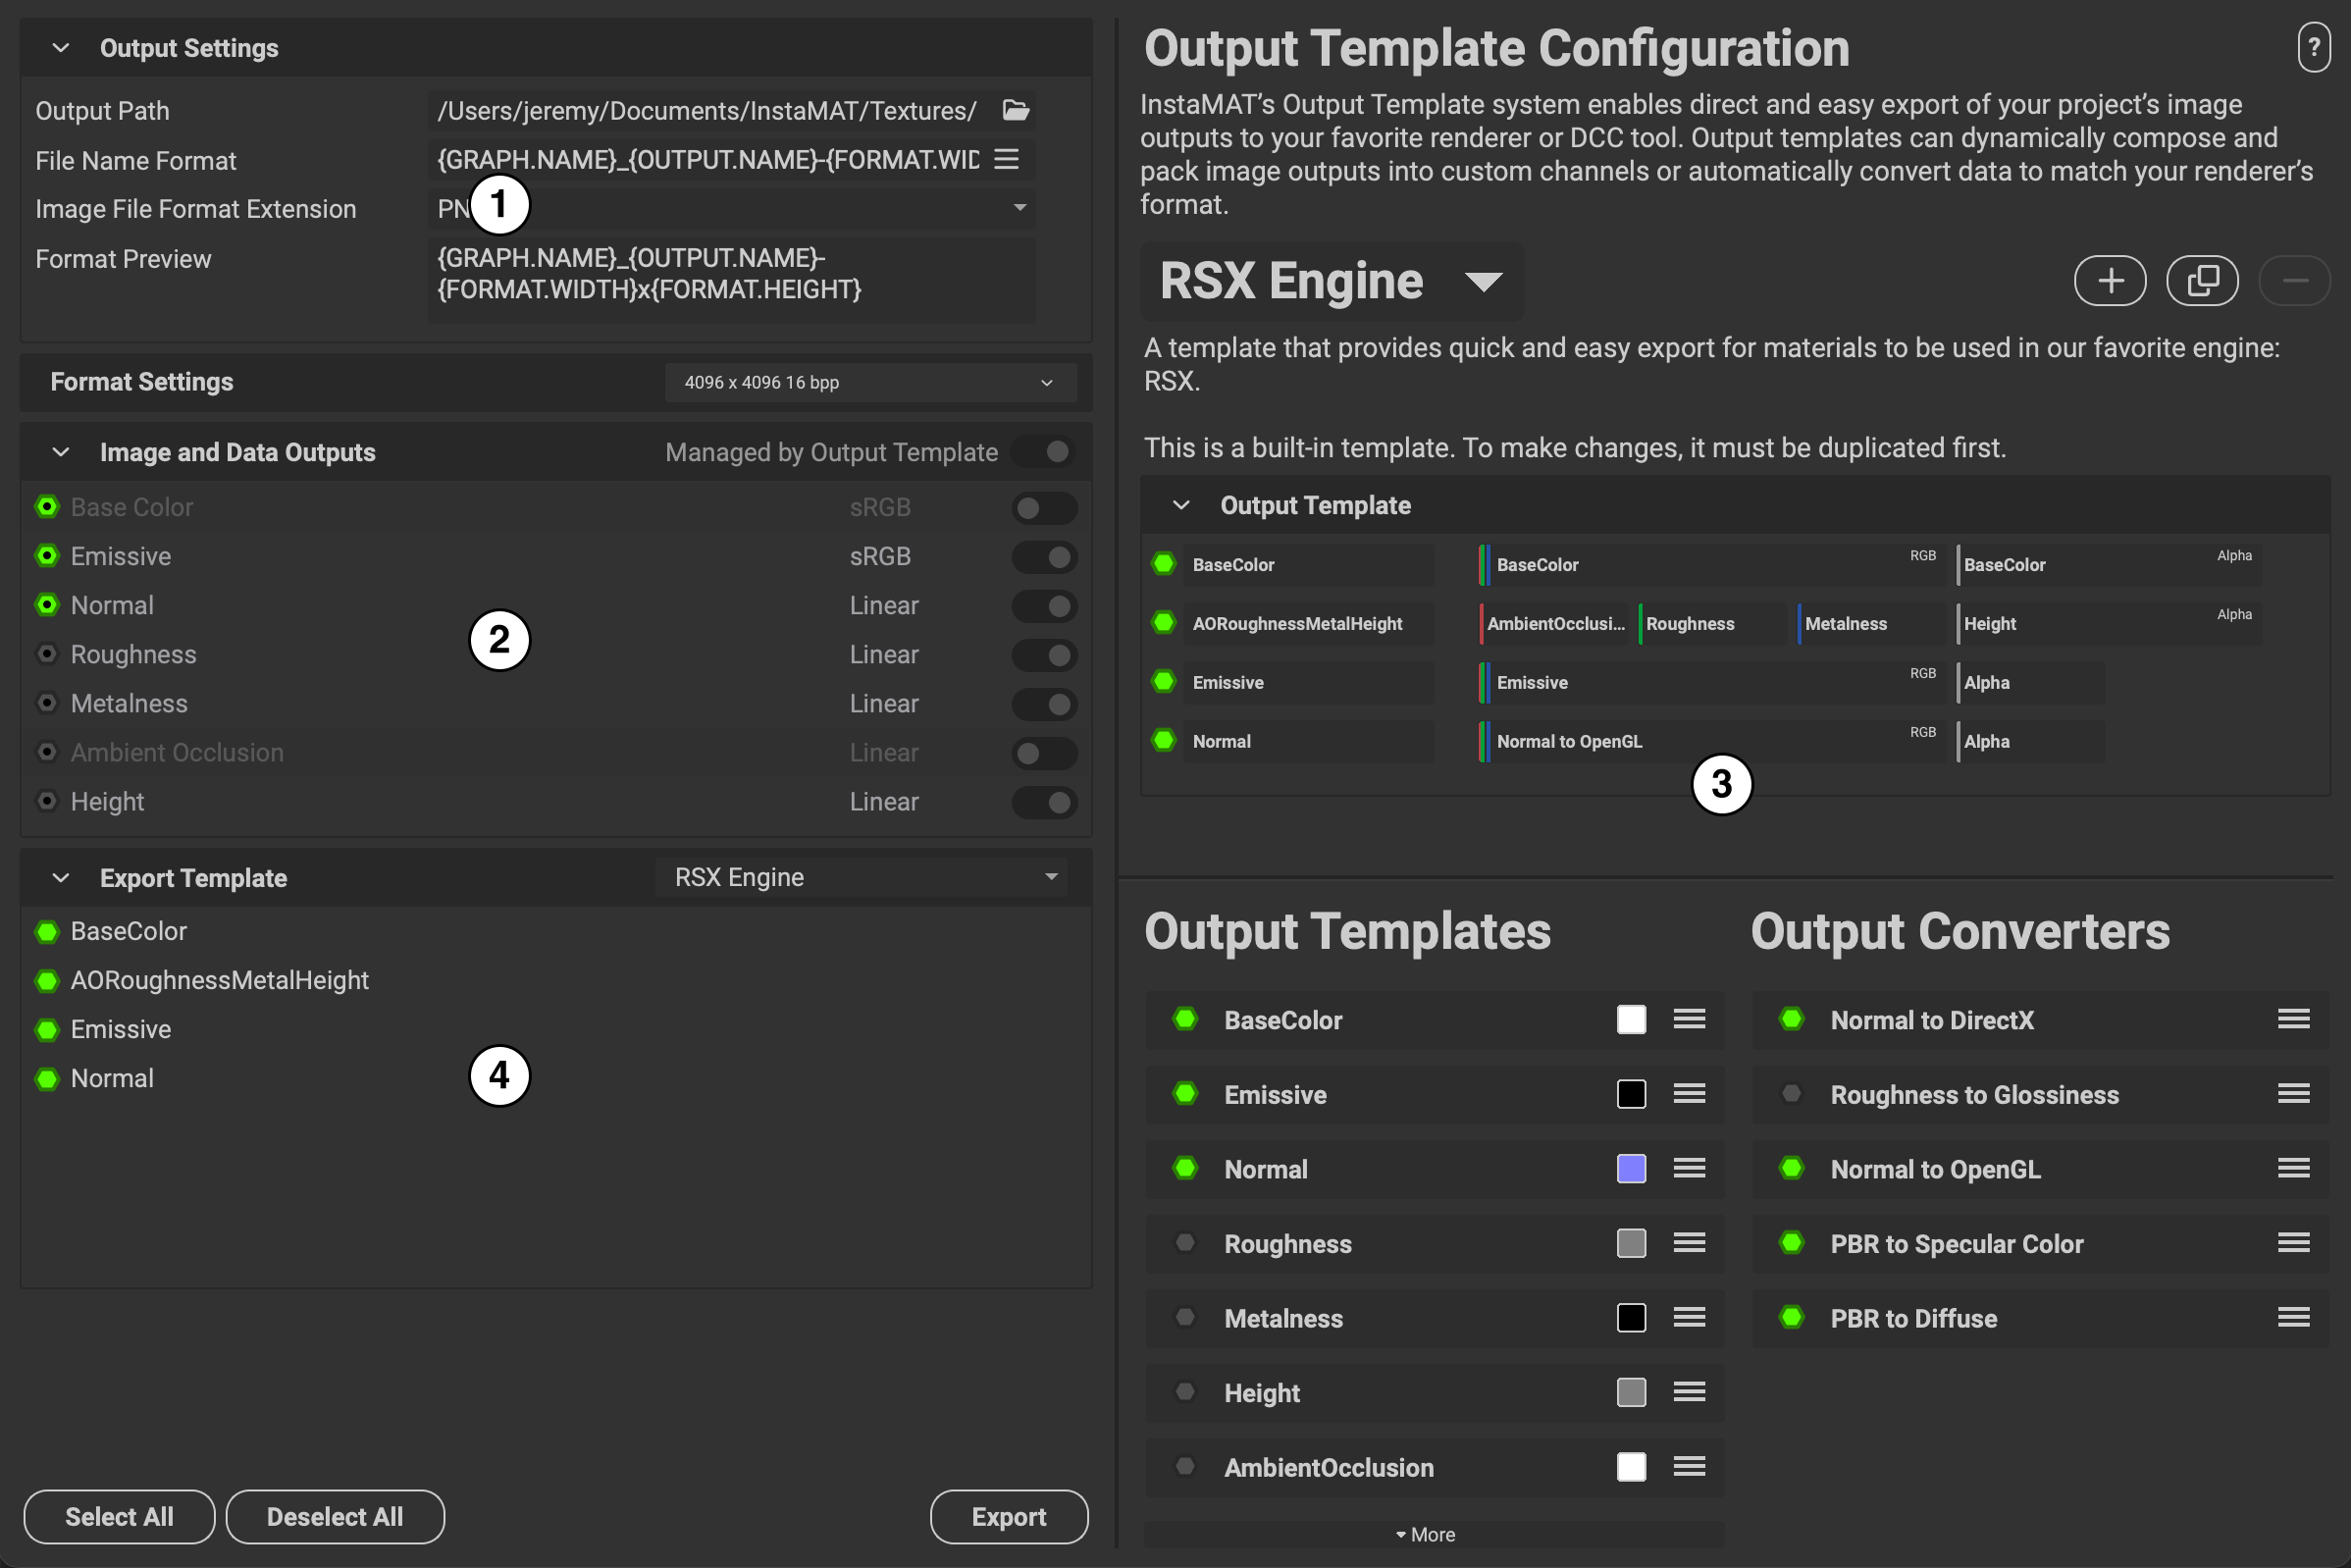 Output Settings
Output Path
/Users/jeremy/Documents/InstaMAT/Textures/
File Name Format
{GRAPH.NAME}_{OUTPUT.NAME}-{FORMAT.WID
Image File Format Extension
PN
1
Format Preview
{GRAPH.NAME}_{OUTPUT.NAME}-
{FORMAT.WIDTH}x{FORMAT.HEIGHT}
Format Settings
4096 x 4096 16 bpp
Image and Data Outputs
Managed by Output Template
Base Color sRGB
Emissive sRGB
Normal Linear
2
Roughness Linear
Metalness Linear
Ambient Occlusion Linear
Height Linear
Export Template
RSX Engine
BaseColor
AORoughnessMetalHeight
Emissive
Normal
4
Select All
Deselect All
Export
Output Template Configuration
?
InstaMAT's Output Template system enables direct and easy export of your project's image
outputs to your favorite renderer or DCC tool. Output templates can dynamically compose and
pack image outputs into custom channels or automatically convert data to match your renderer's
format.
RSX Engine
A template that provides quick and easy export for materials to be used in our favorite engine:
RSX.
This is a built-in template. To make changes, it must be duplicated first.
Output Template
BaseColor BaseColor RGB BaseColor Alpha
AORoughnessMetalHeight AmbientOcclusi... Roughness Metalness Height Alpha
Emissive Emissive RGB Alpha
Normal Normal to OpenGL RGB Alpha
3
Output Templates
BaseColor
Emissive
Normal
Roughness
Metalness
Height
AmbientOcclusion
More
Output Converters
Normal to DirectX
Roughness to Glossiness
Normal to OpenGL
PBR to Specular Color
PBR to Diffuse